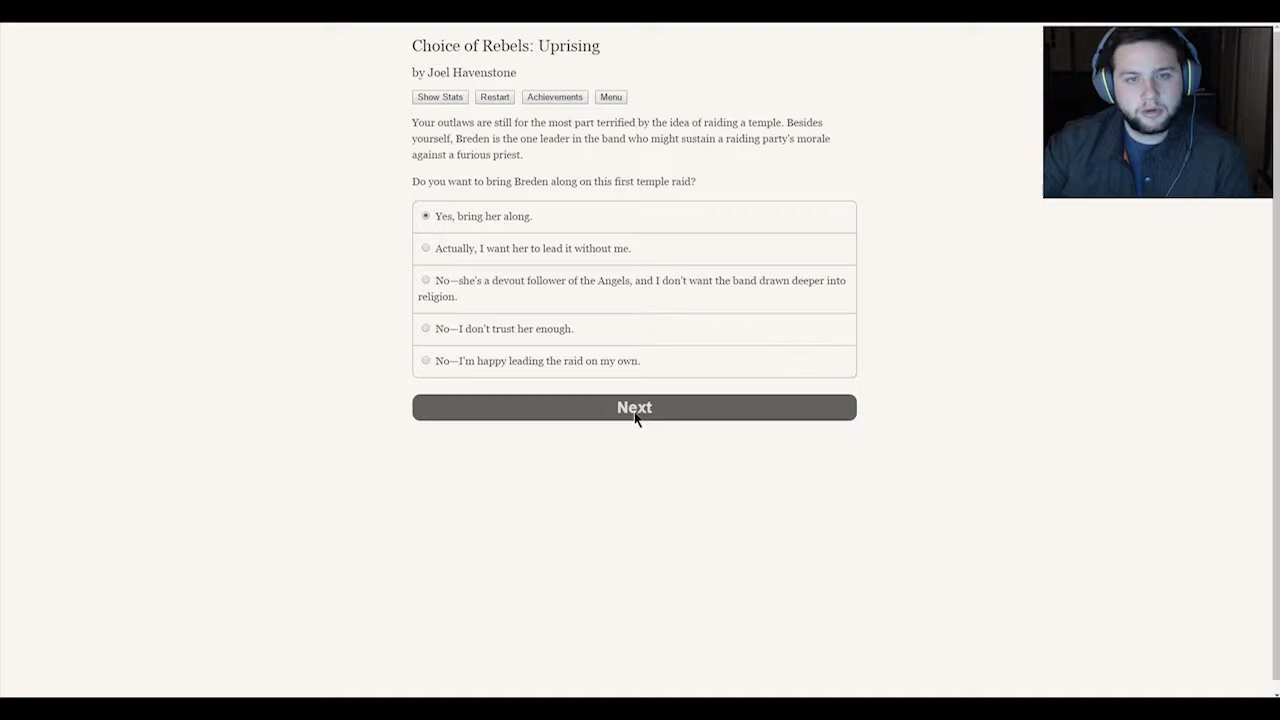 Choice of Rebels: Uprising
by Joel Havenstone
Show Stats Restart Achievements Menu
Your outlaws are still for the most part terrified by the idea of raiding a temple. Besides
yourself, Breden is the one leader in the band who might sustain a raiding party's morale
against a furious priest.
Do you want to bring Breden along on this first temple raid?
Yes, bring her along.
Actually, I want her to lead it without me.
No—she's a devout follower of the Angels, and I don't want the band drawn deeper into
religion.
No—I don't trust her enough.
No—I'm happy leading the raid on my own.
Next